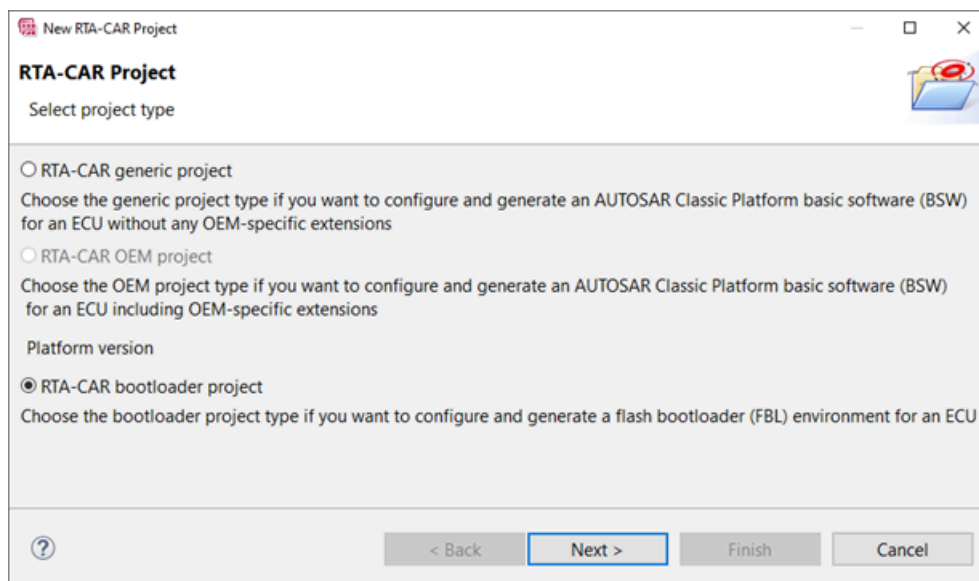 New RTA-CAR Project
RTA-CAR Project
Select project type
RTA-CAR generic project
Choose the generic project type if you want to configure and generate an AUTOSAR Classic Platform basic software (BSW)
for an ECU without any OEM-specific extensions
RTA-CAR OEM project
Choose the OEM project type if you want to configure and generate an AUTOSAR Classic Platform basic software (BSW)
for an ECU including OEM-specific extensions
Platform version
RTA-CAR bootloader project
Choose the bootloader project type if you want to configure and generate a flash bootloader (FBL) environment for an ECU
? < Back Next > Finish Cancel